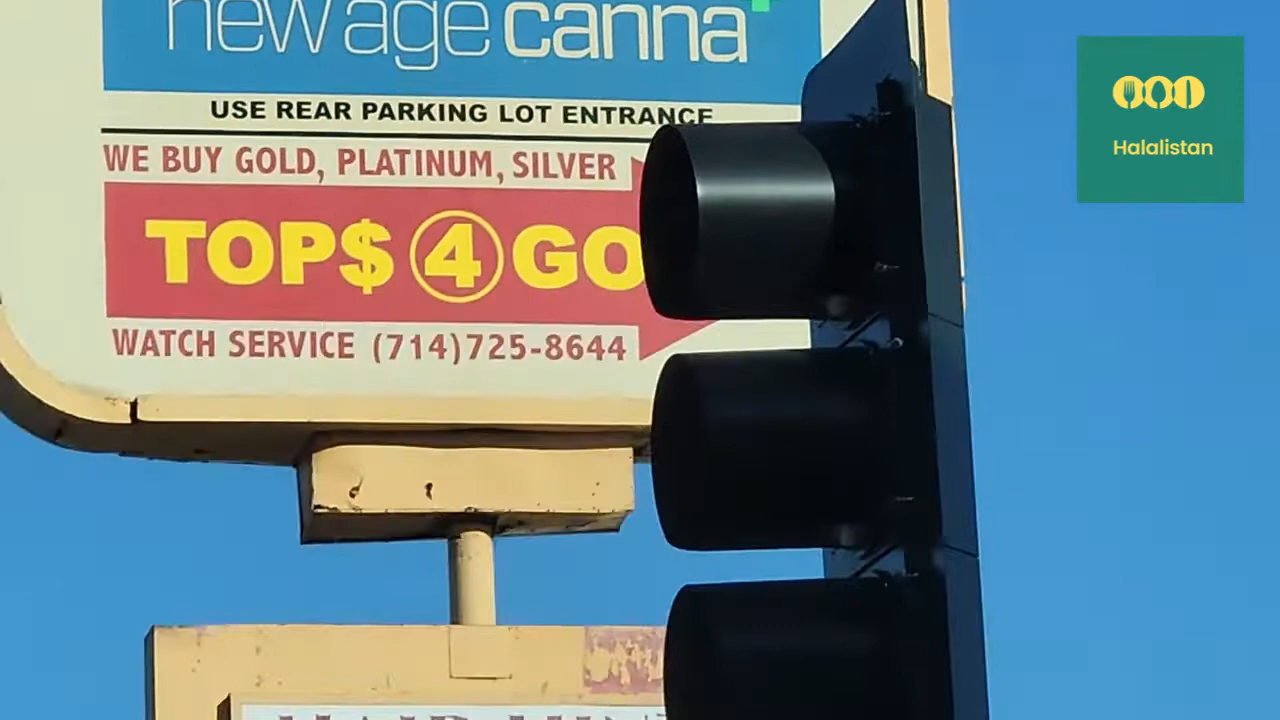 new age canna
USE REAR PARKING LOT ENTRANCE
WE BUY GOLD, PLATINUM, SILVER
TOP$ 4 GO
WATCH SERVICE (714)725-8644
Halalistan